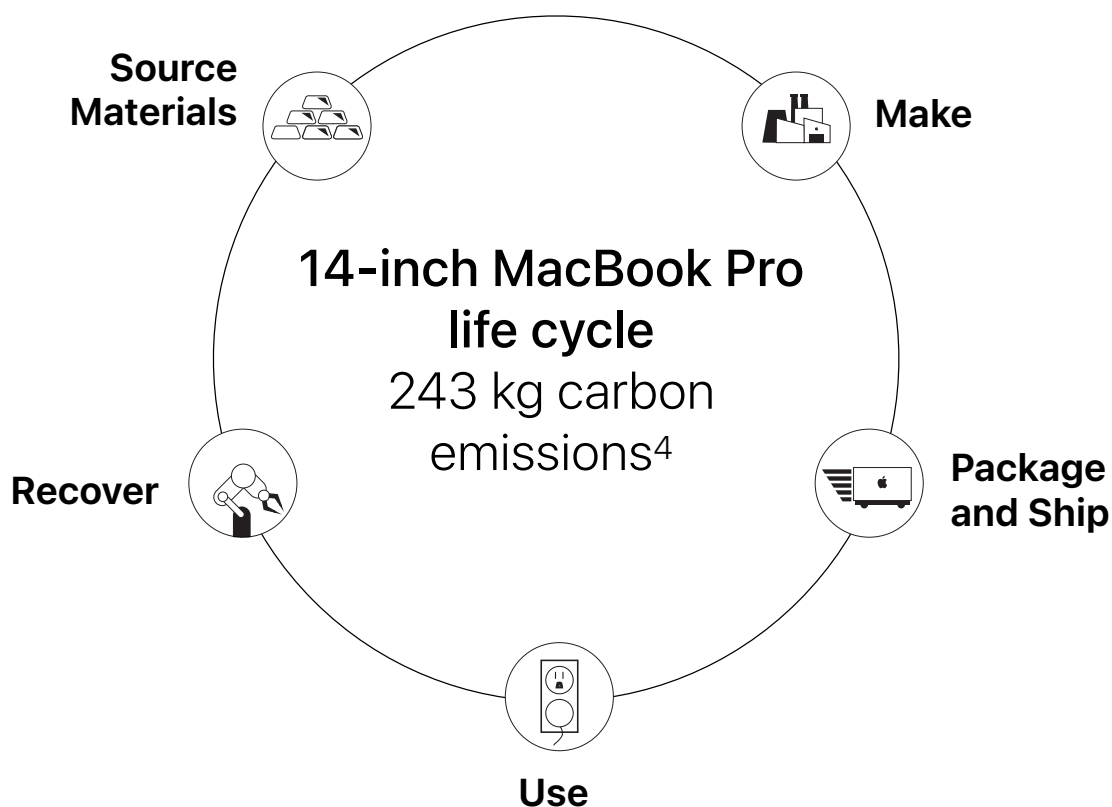 Source
Materials
Make
14-inch MacBook Pro
life cycle
243 kg carbon
emissions⁴
Recover
Package
and Ship
Use